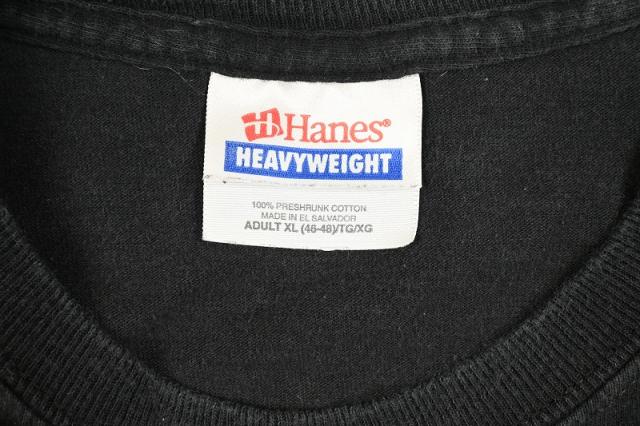 Hanes®
HEAVYWEIGHT
100% PRESHRUNK COTTON
MADE IN EL SALVADOR
ADULT XL (46-48)/TG/XG